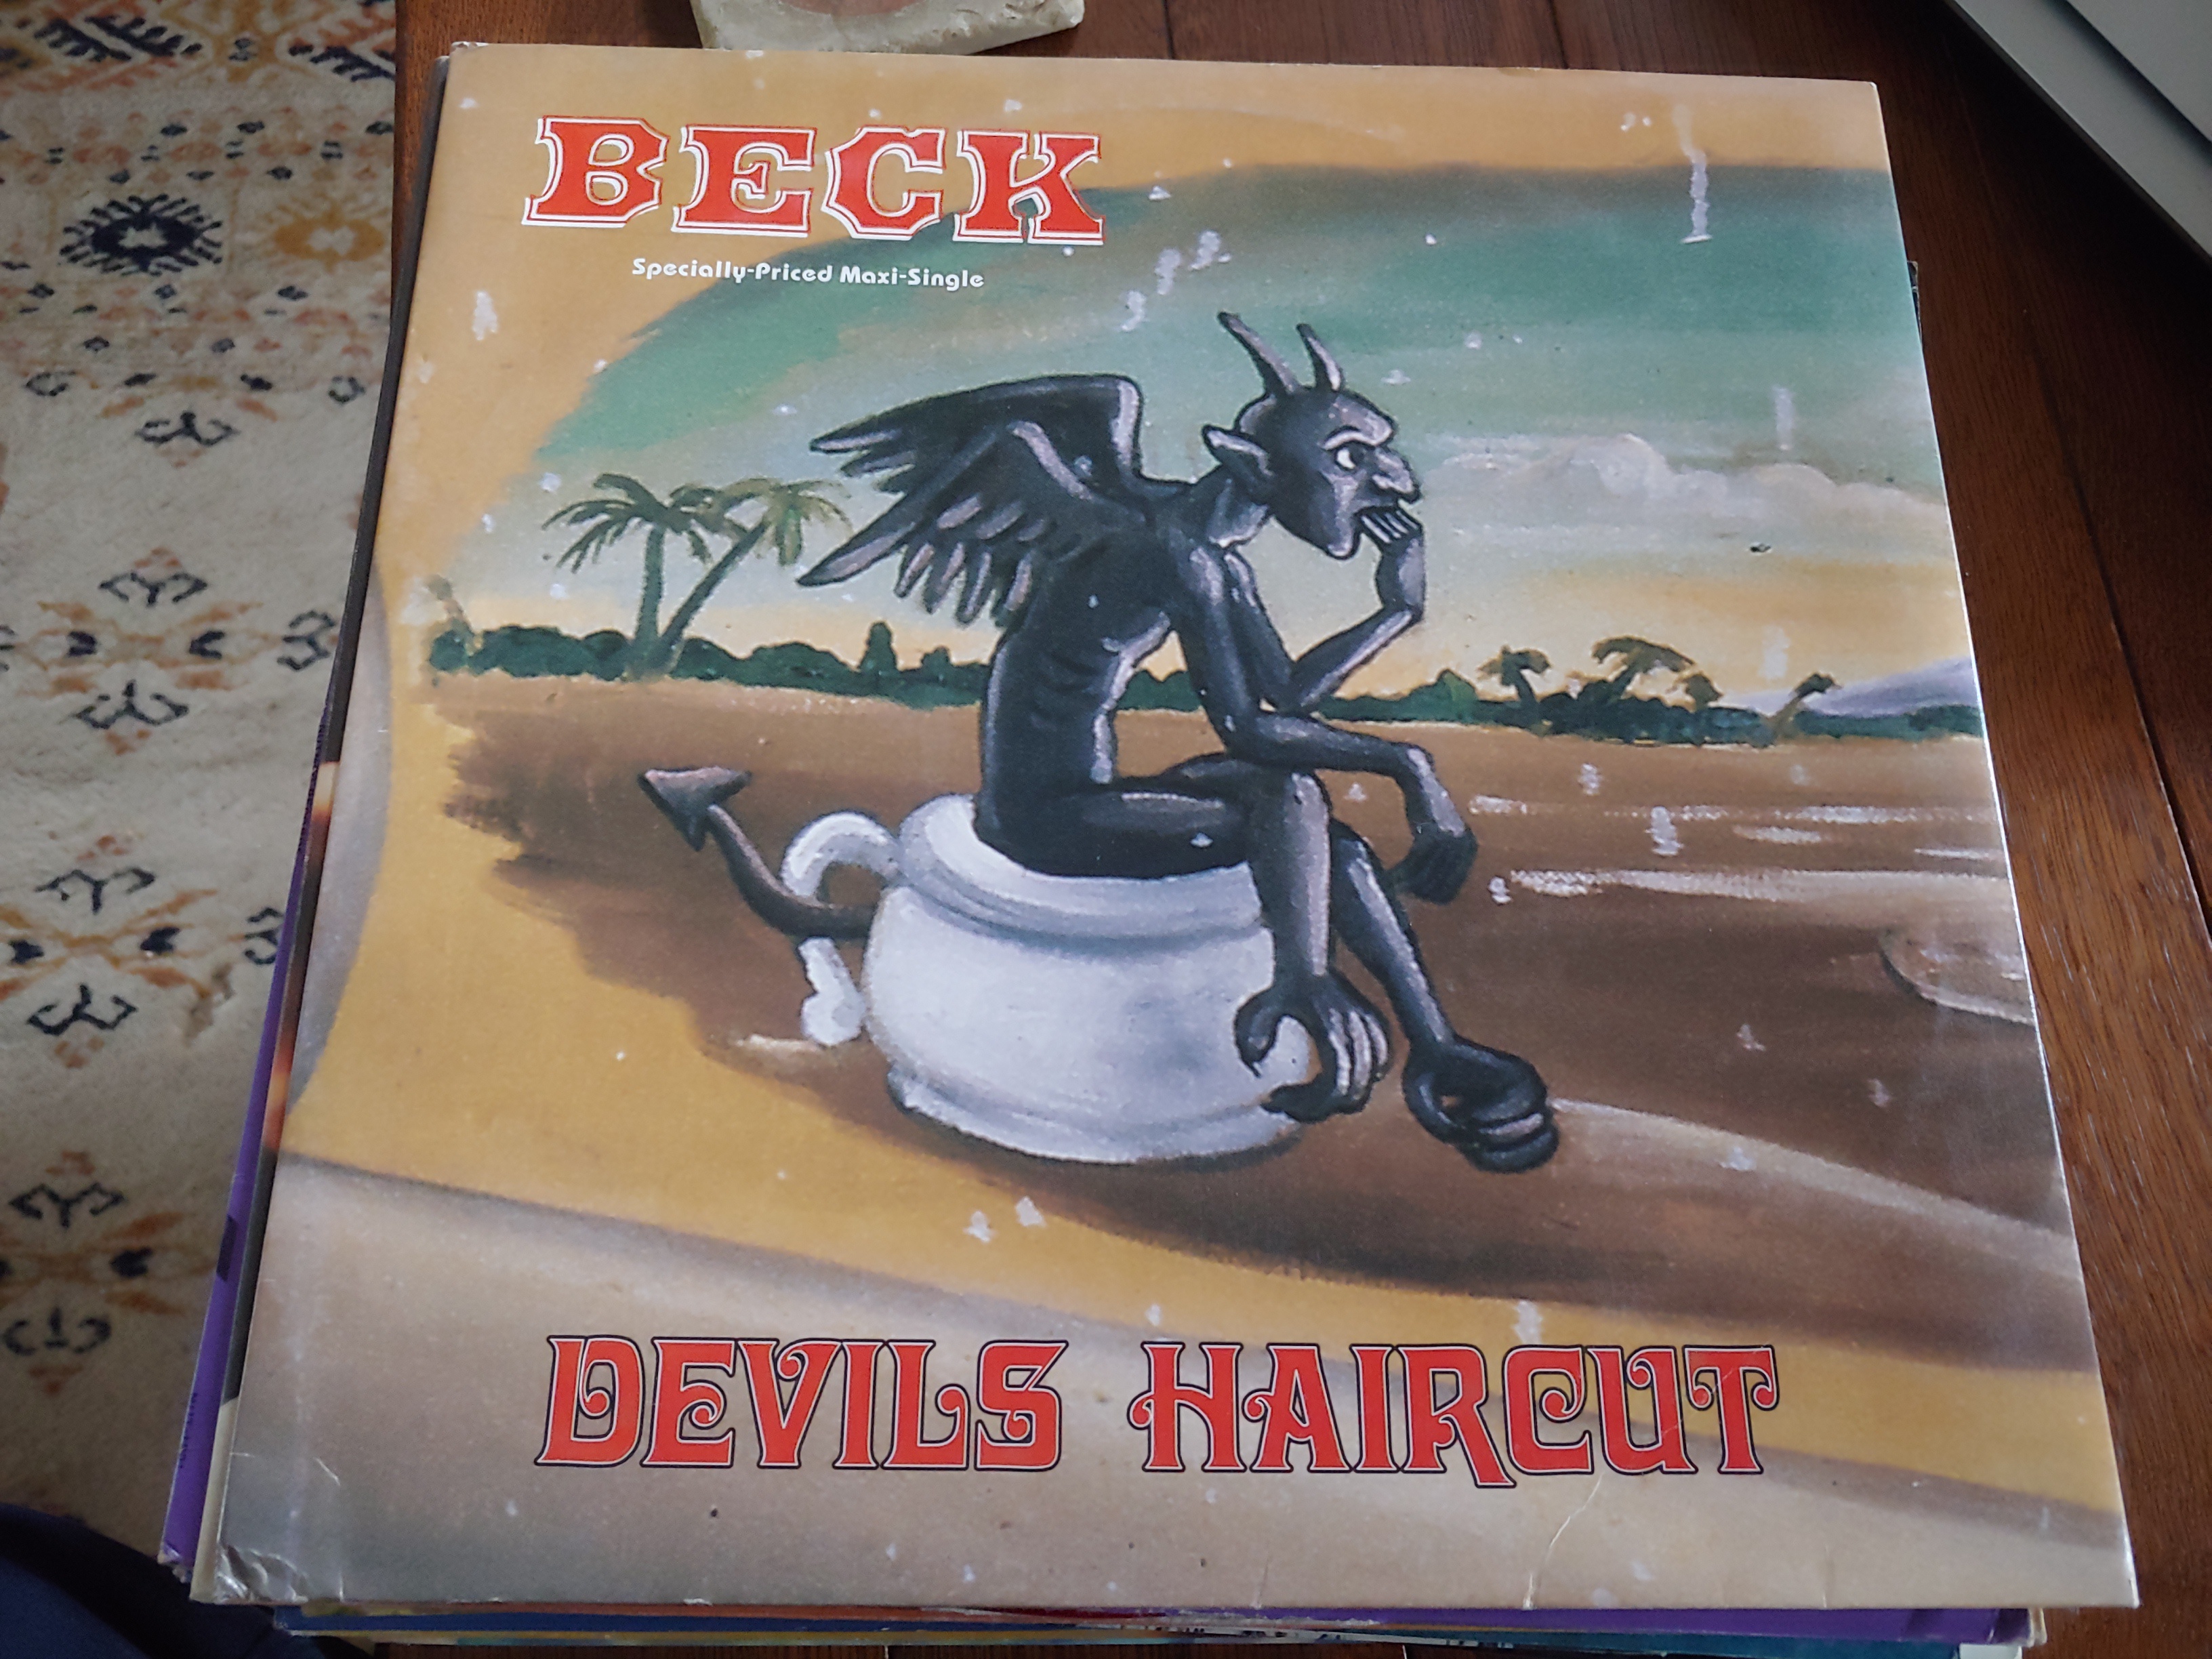 BECK
Specially-Priced Maxi-Single
DEVILS HAIRCUT